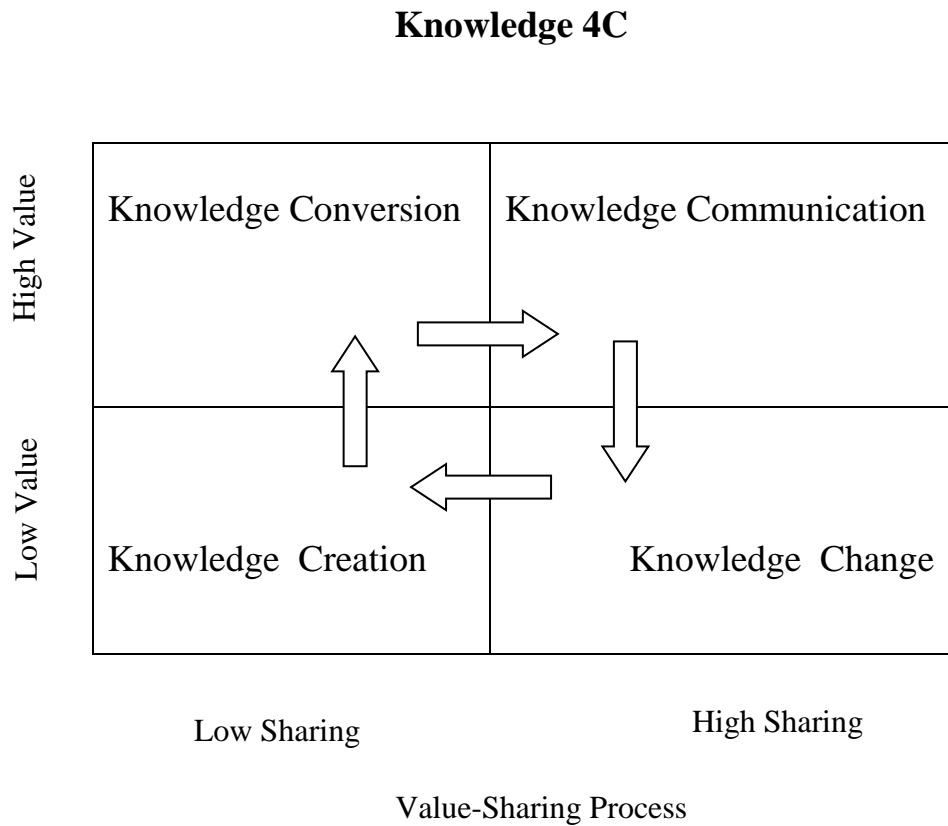 Knowledge 4C
High Value
Knowledge Conversion
Knowledge Communication
Low Value
Knowledge Creation
Knowledge Change
Low Sharing
High Sharing
Value-Sharing Process